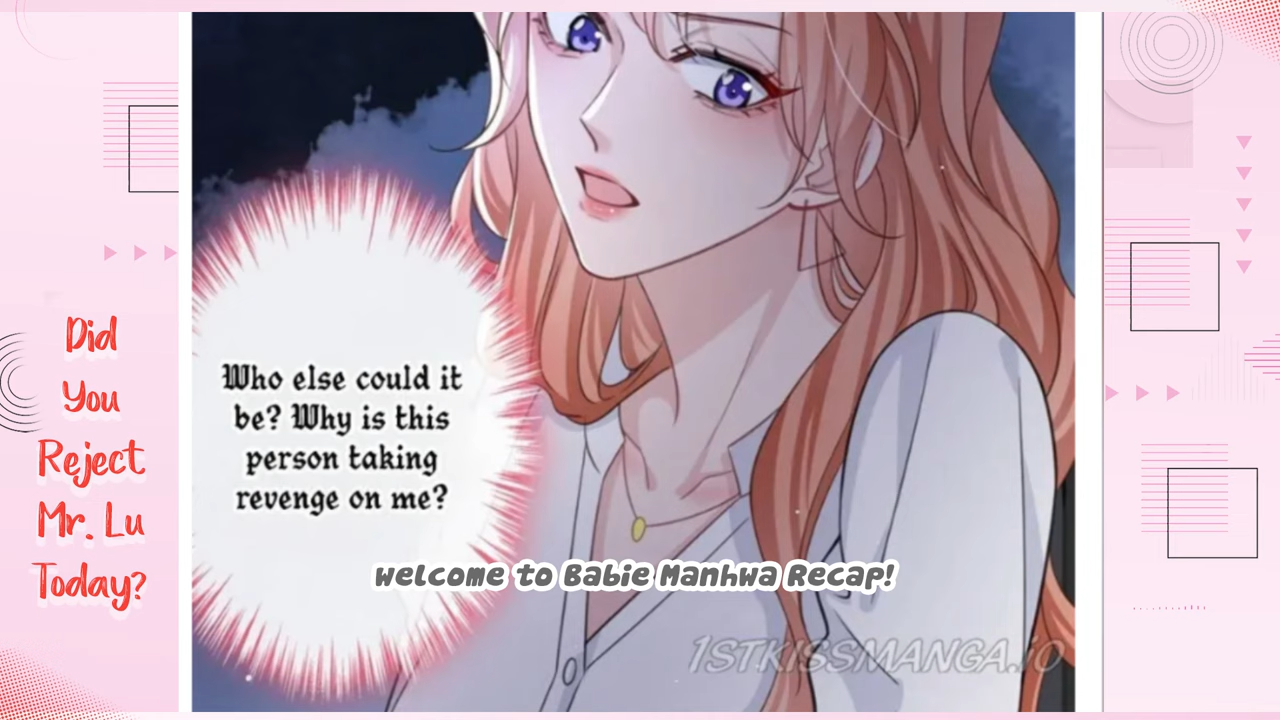 Did
You
Reject
Mr. Lu
Today?
Who else could it
be? Why is this
person taking
revenge on me?
welcome to Babie Manhwa Recap!
1STKISSMANGA.iO